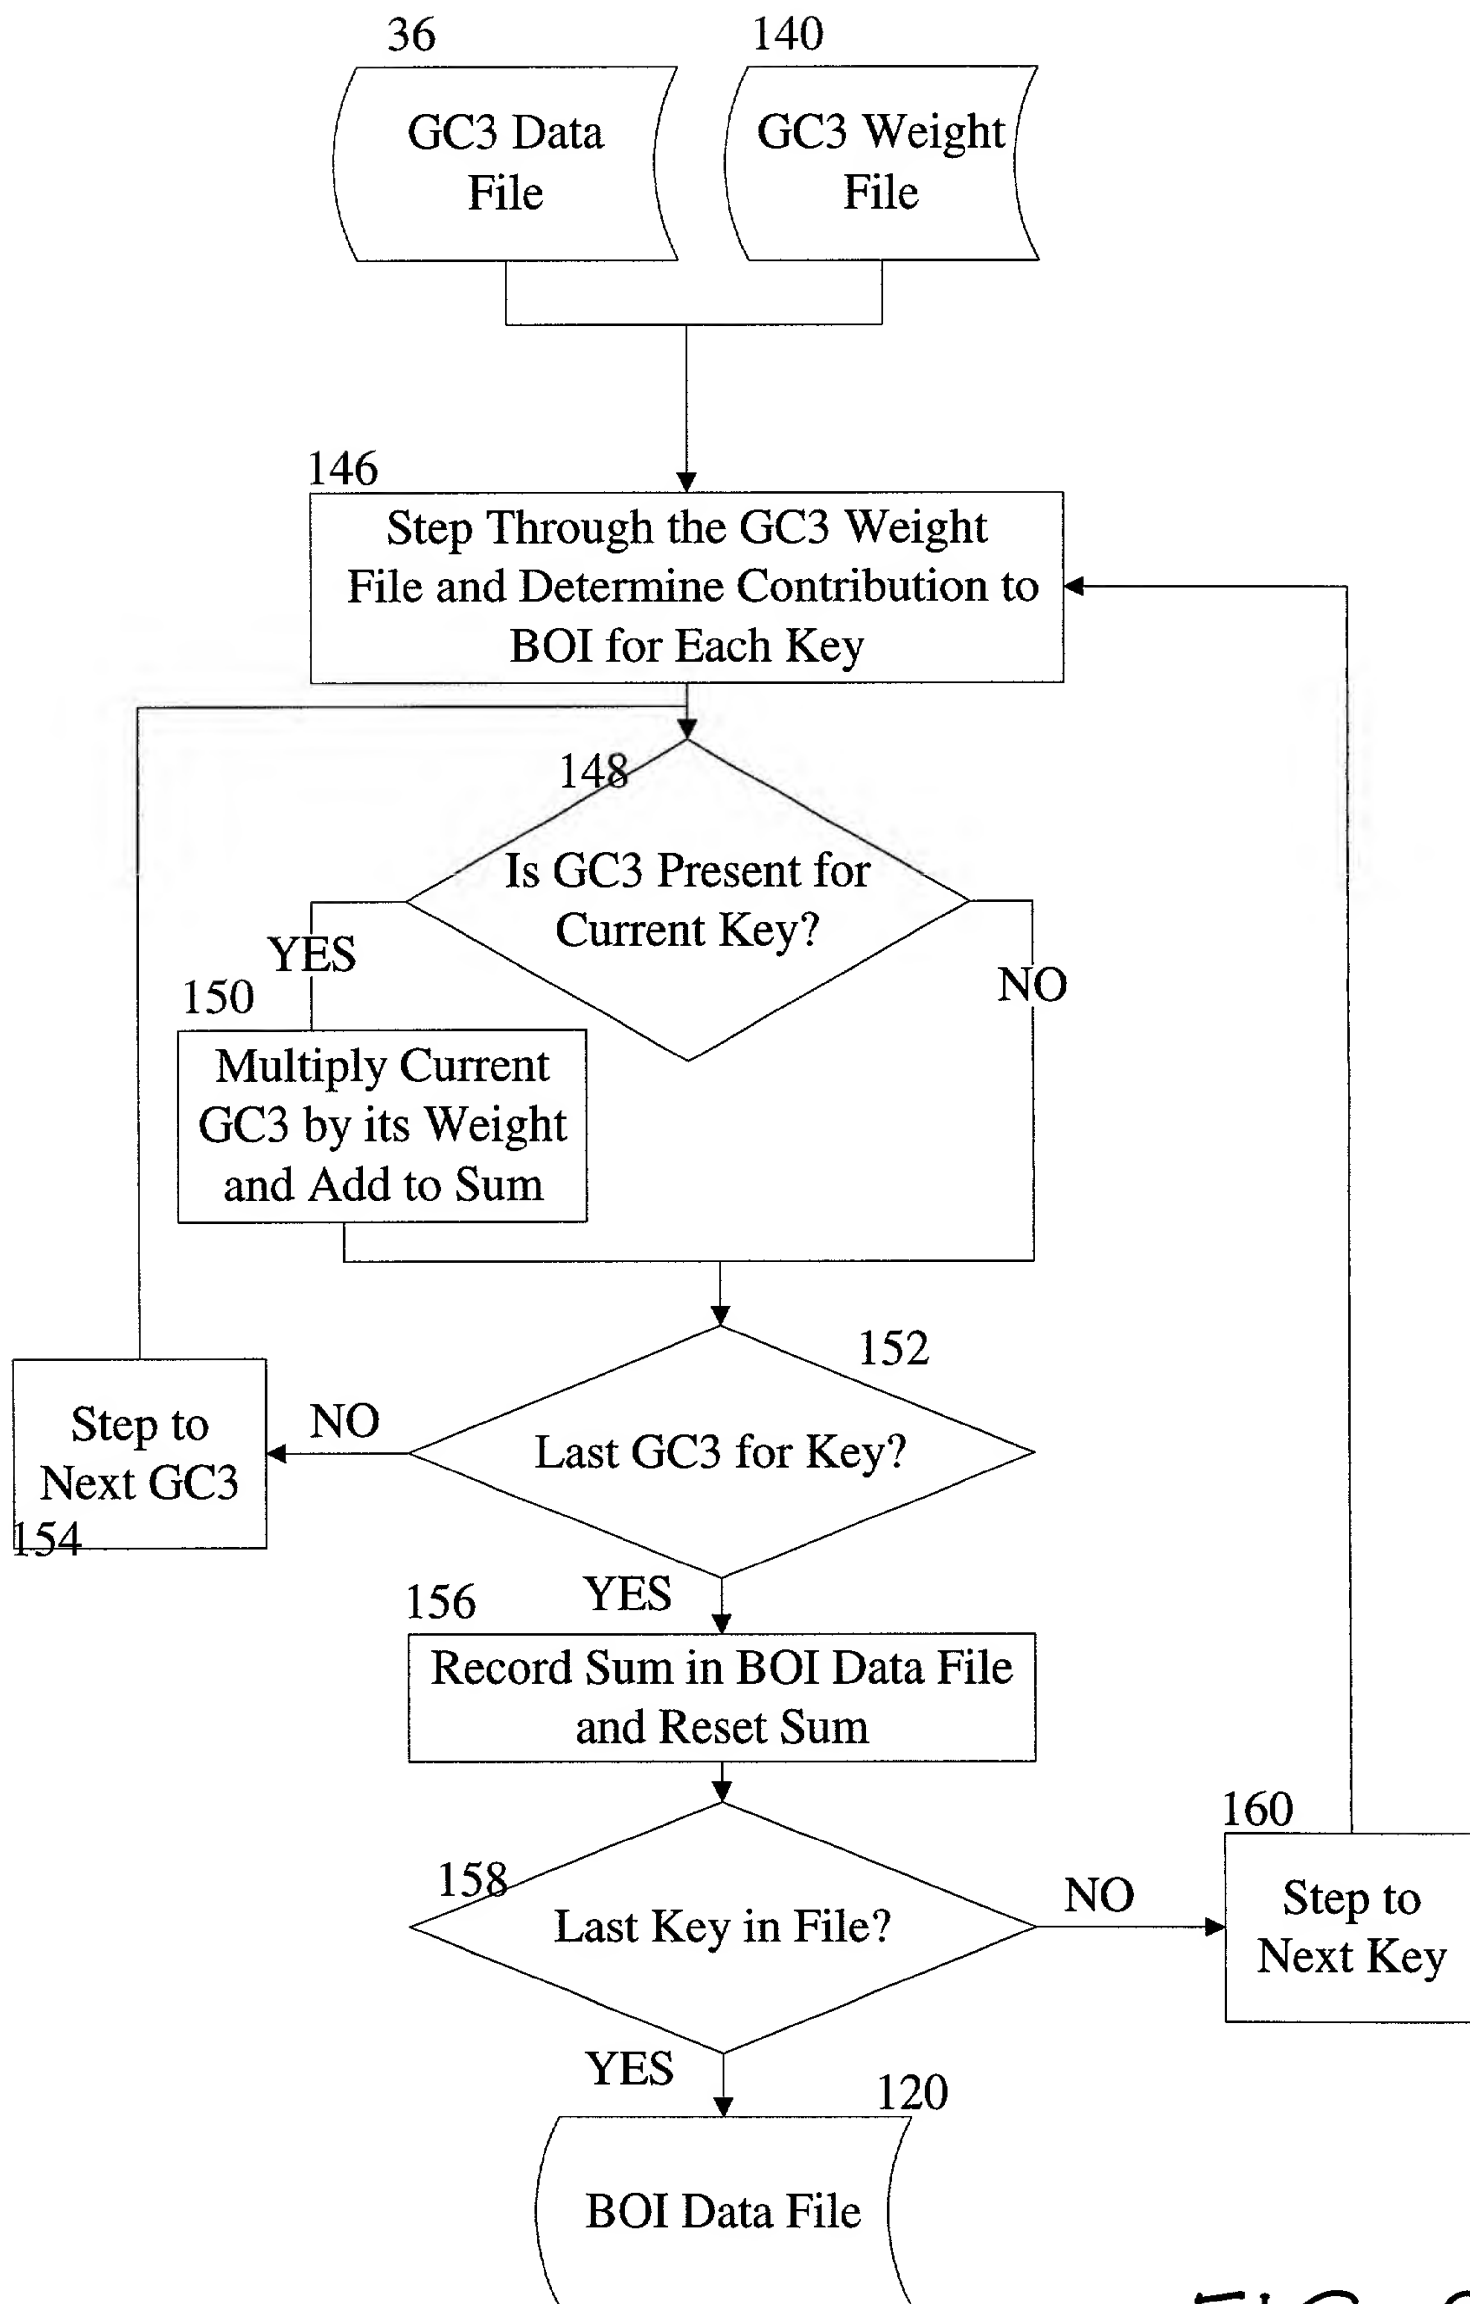 36
140
GC3 Data
File
GC3 Weight
File
146
Step Through the GC3 Weight
File and Determine Contribution to
BOI for Each Key
148
Is GC3 Present for
Current Key?
YES
NO
150
Multiply Current
GC3 by its Weight
and Add to Sum
152
Last GC3 for Key?
NO
Step to
Next GC3
154
YES
156
Record Sum in BOI Data File
and Reset Sum
158
Last Key in File?
NO
160
Step to
Next Key
YES
120
BOI Data File